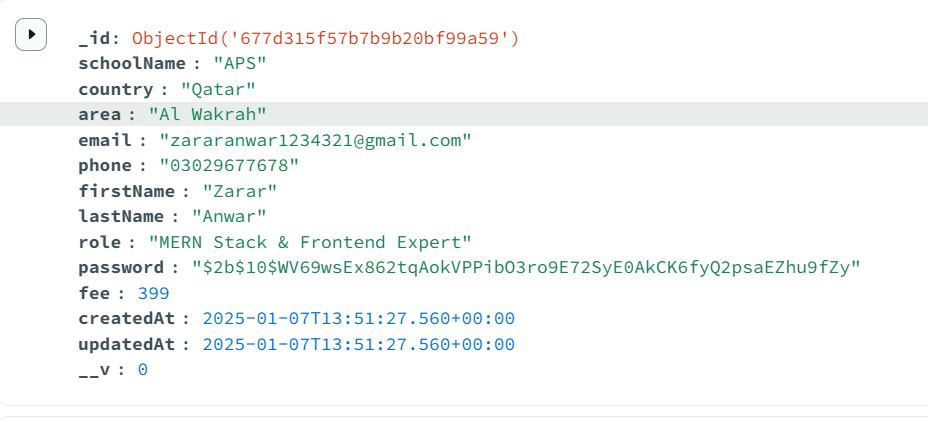 _id: ObjectId('677d315f57b7b9b20bf99a59')
schoolName : "APS"
country : "Qatar"
area : "Al Wakrah"
email : "zararanwar1234321@gmail.com"
phone : "03029677678"
firstName : "Zarar"
lastName : "Anwar"
role : "MERN Stack & Frontend Expert"
password : "$2b$10$WV69wsEx862tqAokVPPibO3ro9E72SyE0AkCK6fyQ2psaEZhu9fZy"
fee : 399
createdAt : 2025-01-07T13:51:27.560+00:00
updatedAt : 2025-01-07T13:51:27.560+00:00
__v : 0